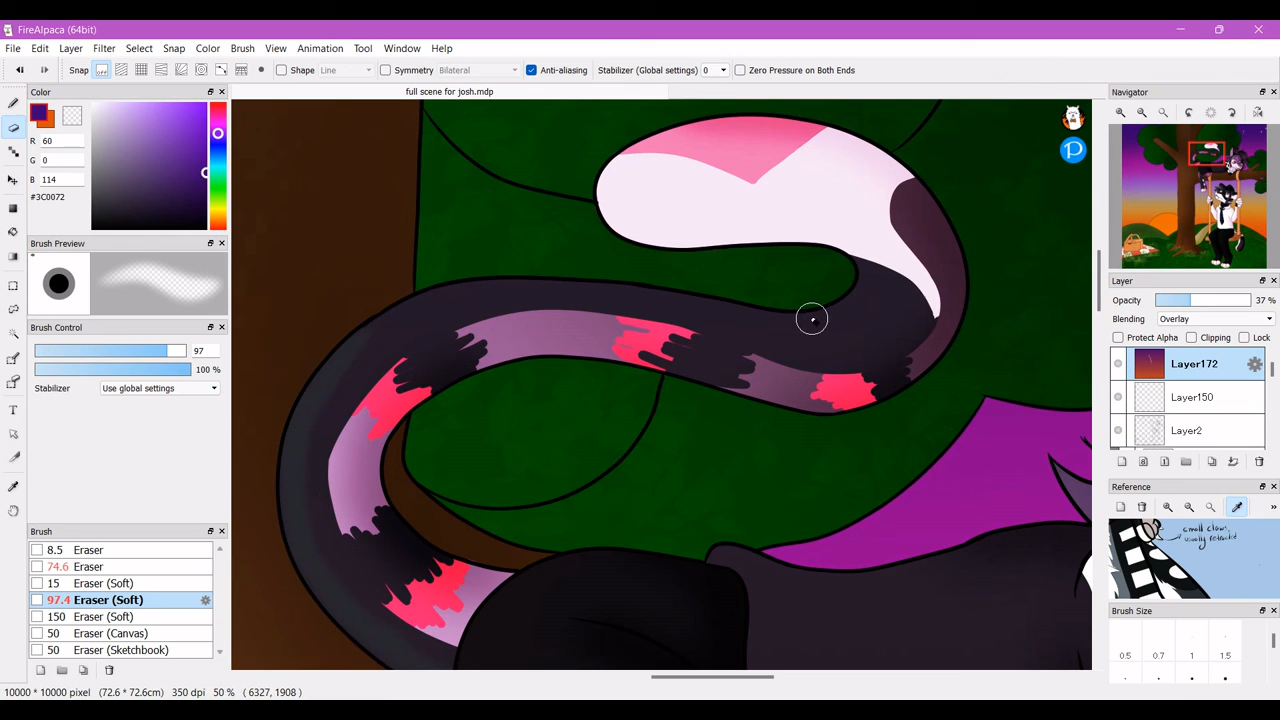 FireAlpaca (64bit)
File Edit Layer Filter Select Snap Color Brush View Animation Tool Window Help
Snap Shape Line Symmetry Bilateral Anti-aliasing Stabilizer (Global settings) 0 Zero Pressure on Both Ends
Color
full scene for josh.mdp
Navigator
R 60
G 0
B 114
#3C0072
Brush Preview
Brush Control
97
100 %
Stabilizer Use global settings
Brush
8.5 Eraser
74.6 Eraser
15 Eraser (Soft)
97.4 Eraser (Soft)
150 Eraser (Soft)
50 Eraser (Canvas)
50 Eraser (Sketchbook)
Layer
Opacity 37 %
Blending Overlay
Protect Alpha Clipping Lock
Layer172
Layer150
Layer2
Reference
small claws,
usually retracted
Brush Size
0.5 0.7 1 1.5
10000 * 10000 pixel (72.6 * 72.6cm) 350 dpi 50 % ( 6327, 1908 )